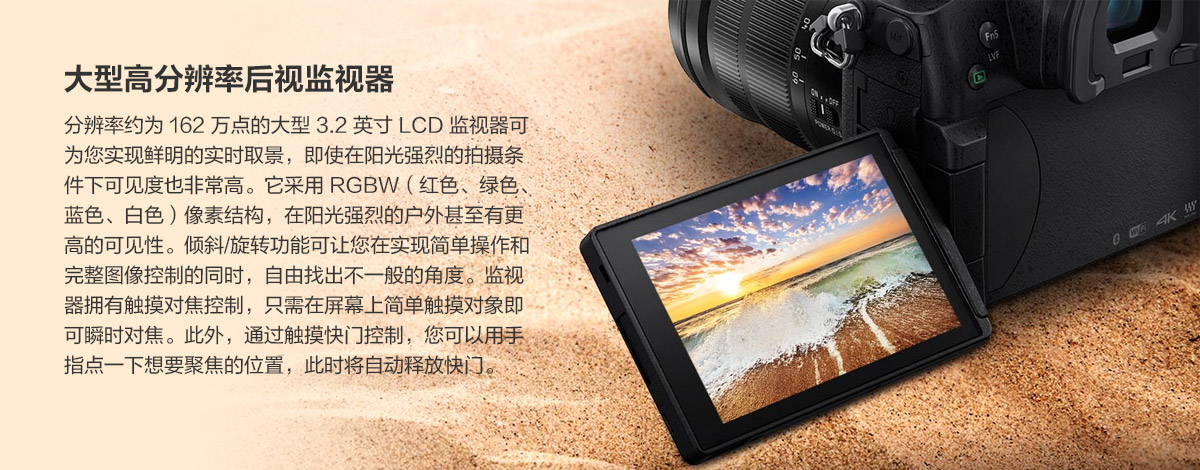 大型高分辨率后视监视器
分辨率约为 162 万点的大型 3.2 英寸 LCD 监视器可
为您实现鲜明的实时取景，即使在阳光强烈的拍摄条
件下可见度也非常高。它采用 RGBW（红色、绿色、
蓝色、白色）像素结构，在阳光强烈的户外甚至有更
高的可见性。倾斜/旋转功能可让您在实现简单操作和
完整图像控制的同时，自由找出不一般的角度。监视
器拥有触摸对焦控制，只需在屏幕上简单触摸对象即
可瞬时对焦。此外，通过触摸快门控制，您可以用手
指点一下想要聚焦的位置，此时将自动释放快门。
40
50
60
ON OFF
POWER O.I.S.
Fn5
LVF
WiFi
4K